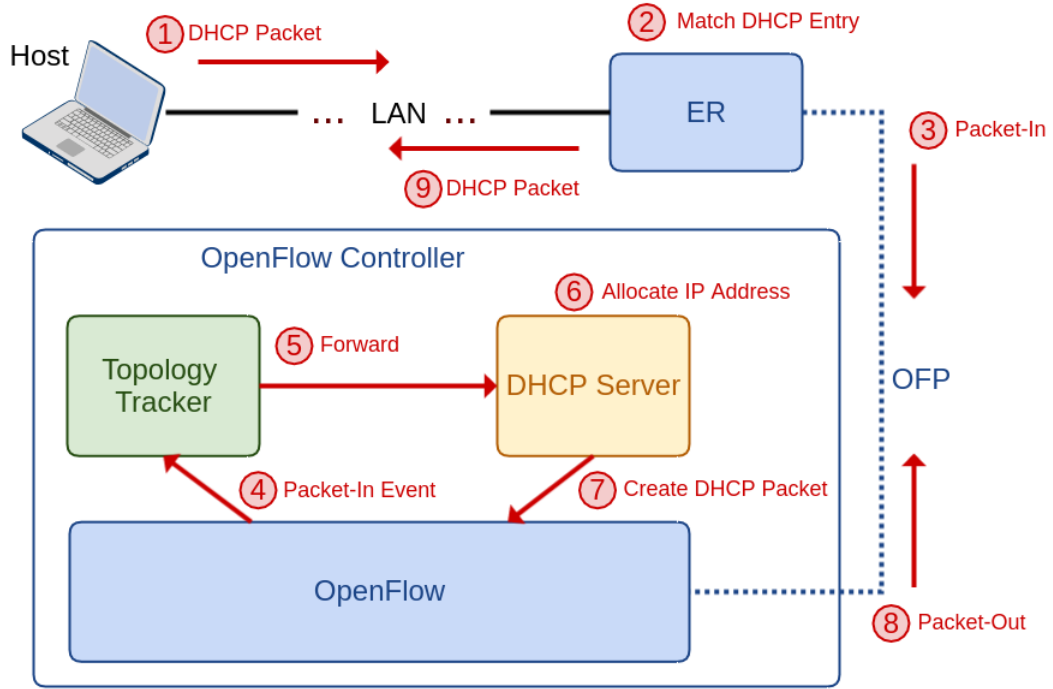 1 DHCP Packet
2 Match DHCP Entry
Host
... LAN ...
ER
3 Packet-In
9 DHCP Packet
OpenFlow Controller
6 Allocate IP Address
5 Forward
Topology
Tracker
DHCP Server
OFP
4 Packet-In Event
7 Create DHCP Packet
OpenFlow
8 Packet-Out